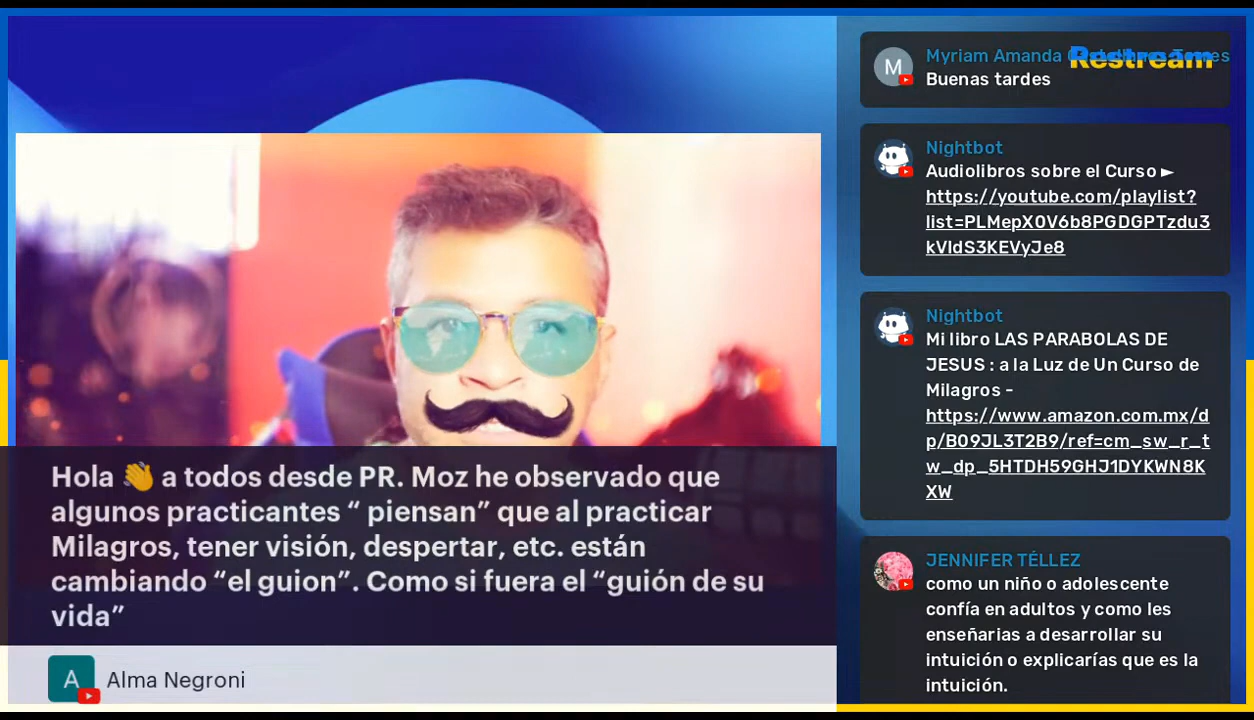 Hola 👋 a todos desde PR. Moz he observado que
algunos practicantes “ piensan” que al practicar
Milagros, tener visión, despertar, etc. están
cambiando “el guion”. Como si fuera el “guión de su
vida”
A
Alma Negroni
Restream
M
Myriam Amanda
Buenas tardes
Nightbot
Audiolibros sobre el Curso ►
https://youtube.com/playlist?
list=PLMepX0V6b8PGDGPTzdu3
kVIdS3KEVyJe8
Nightbot
Mi libro LAS PARABOLAS DE
JESUS : a la Luz de Un Curso de
Milagros -
https://www.amazon.com.mx/d
p/B09JL3T2B9/ref=cm_sw_r_t
w_dp_5HTDH59GHJ1DYKWN8K
XW
JENNIFER TÉLLEZ
como un niño o adolescente
confía en adultos y como les
enseñarias a desarrollar su
intuición o explicarías que es la
intuición.